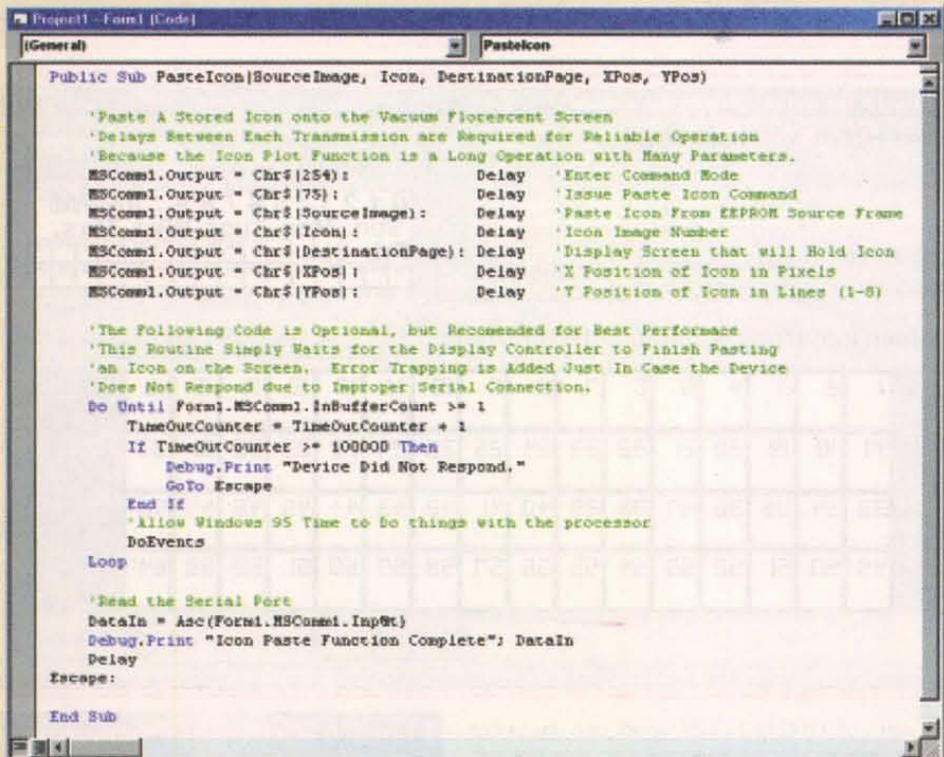 Project1 - Form1 (Code)
(General) PasteIcon
Public Sub PasteIcon(SourceImage, Icon, DestinationPage, XPos, YPos)
'Paste A Stored Icon onto the Vacuum Florescent Screen
'Delays Between Each Transmission are Required for Reliable Operation
'Because the Icon Plot Function is a Long Operation with Many Parameters.
MSComm1.Output = Chr$(254): Delay 'Enter Command Mode
MSComm1.Output = Chr$(75): Delay 'Issue Paste Icon Command
MSComm1.Output = Chr$(SourceImage): Delay 'Paste Icon From EEPROM Source Frame
MSComm1.Output = Chr$(Icon): Delay 'Icon Image Number
MSComm1.Output = Chr$(DestinationPage): Delay 'Display Screen that will Hold Icon
MSComm1.Output = Chr$(XPos): Delay 'X Position of Icon in Pixels
MSComm1.Output = Chr$(YPos): Delay 'Y Position of Icon in Lines (1-8)
'The Following Code is Optional, but Recomended for Best Performace
'This Routine Simply Waits for the Display Controller to Finish Pasting
'an Icon on the Screen. Error Trapping is Added Just In Case the Device
'Does Not Respond due to Improper Serial Connection.
Do Until Form1.MSComm1.InBufferCount >= 1
TimeOutCounter = TimeOutCounter + 1
If TimeOutCounter >= 100000 Then
Debug.Print "Device Did Not Respond."
GoTo Escape
End If
'Allow Windows 95 Time to Do things with the processor
DoEvents
Loop
'Read the Serial Port
DataIn = Asc(Form1.MSComm1.Input)
Debug.Print "Icon Paste Function Complete"; DataIn
Delay
Escape:
End Sub